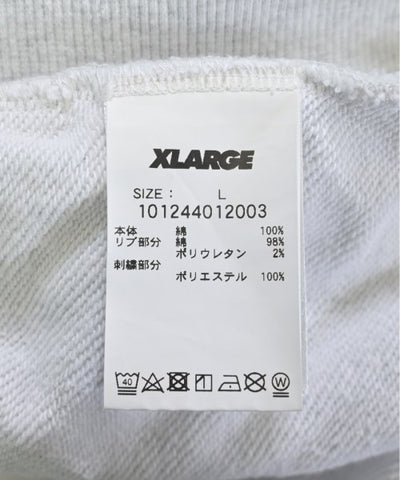 XLARGE
SIZE: L
101244012003
本体 綿 100%
リブ部分 綿 98%
ポリウレタン 2%
刺繍部分
ポリエステル 100%
40
W